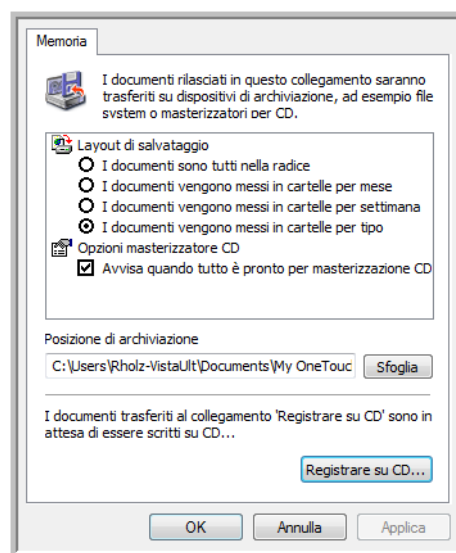 Memoria
I documenti rilasciati in questo collegamento saranno
trasferiti su dispositivi di archiviazione, ad esempio file
system o masterizzatori per CD.
Layout di salvataggio
I documenti sono tutti nella radice
I documenti vengono messi in cartelle per mese
I documenti vengono messi in cartelle per settimana
I documenti vengono messi in cartelle per tipo
Opzioni masterizzatore CD
Avvisa quando tutto è pronto per masterizzazione CD
Posizione di archiviazione
C:\Users\Rholz-VistaUlt\Documents\My OneTouc
Sfoglia
I documenti trasferiti al collegamento 'Registrare su CD' sono in
attesa di essere scritti su CD...
Registrare su CD...
OK
Annulla
Applica